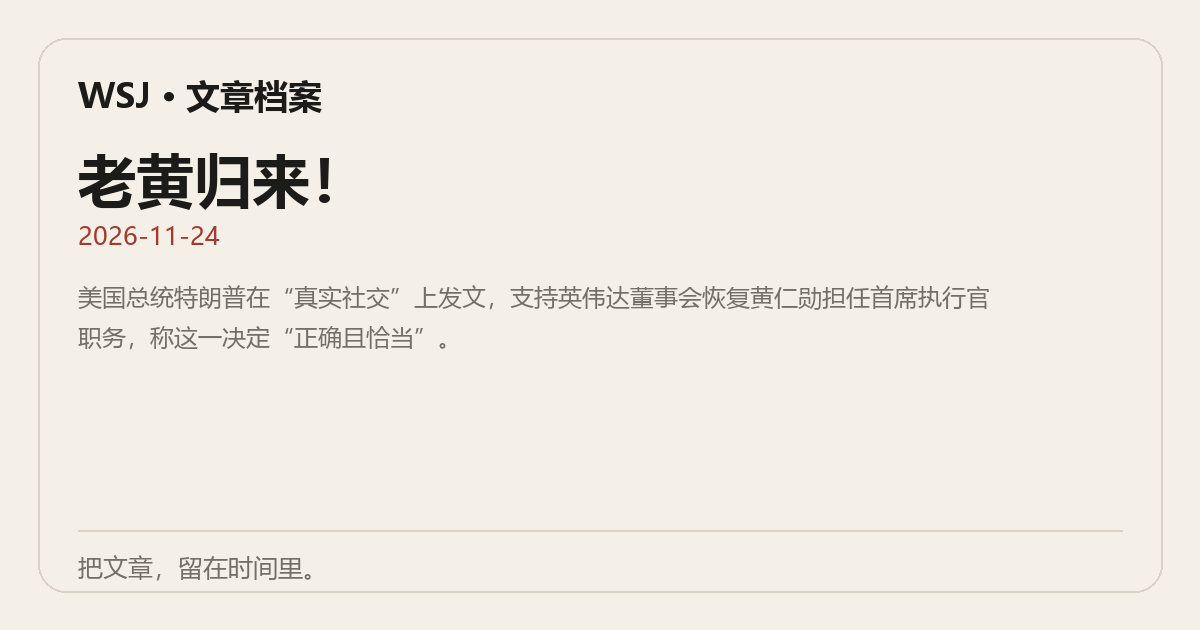 WSJ・文章档案
老黄归来！
2026-11-24
美国总统特朗普在“真实社交”上发文，支持英伟达董事会恢复黄仁勋担任首席执行官
职务，称这一决定“正确且恰当”。
把文章，留在时间里。